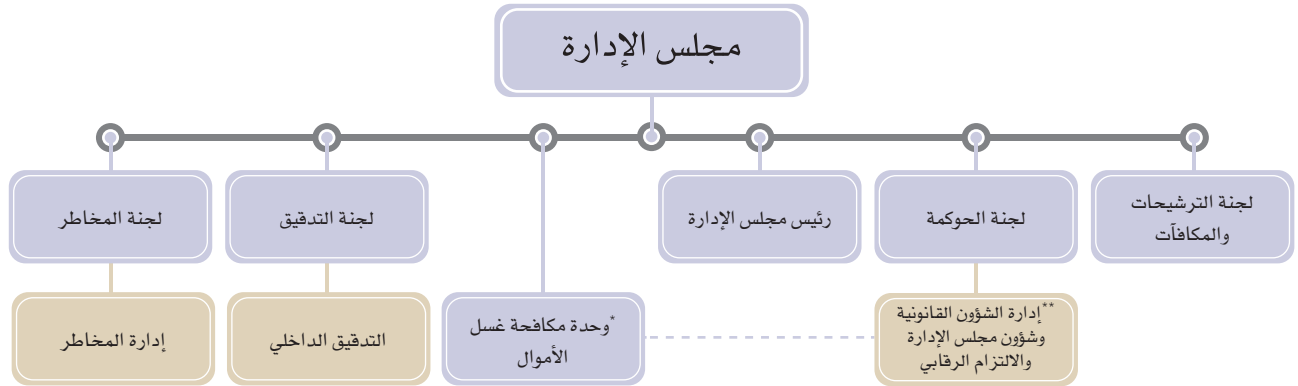 مجلس الإدارة
لجنة الترشيحات
والمكافآت
لجنة الحوكمة
رئيس مجلس الإدارة
لجنة التدقيق
لجنة المخاطر
**إدارة الشؤون القانونية
وشؤون مجلس الإدارة
والالتزام الرقابي
*وحدة مكافحة غسل
الأموال
التدقيق الداخلي
إدارة المخاطر